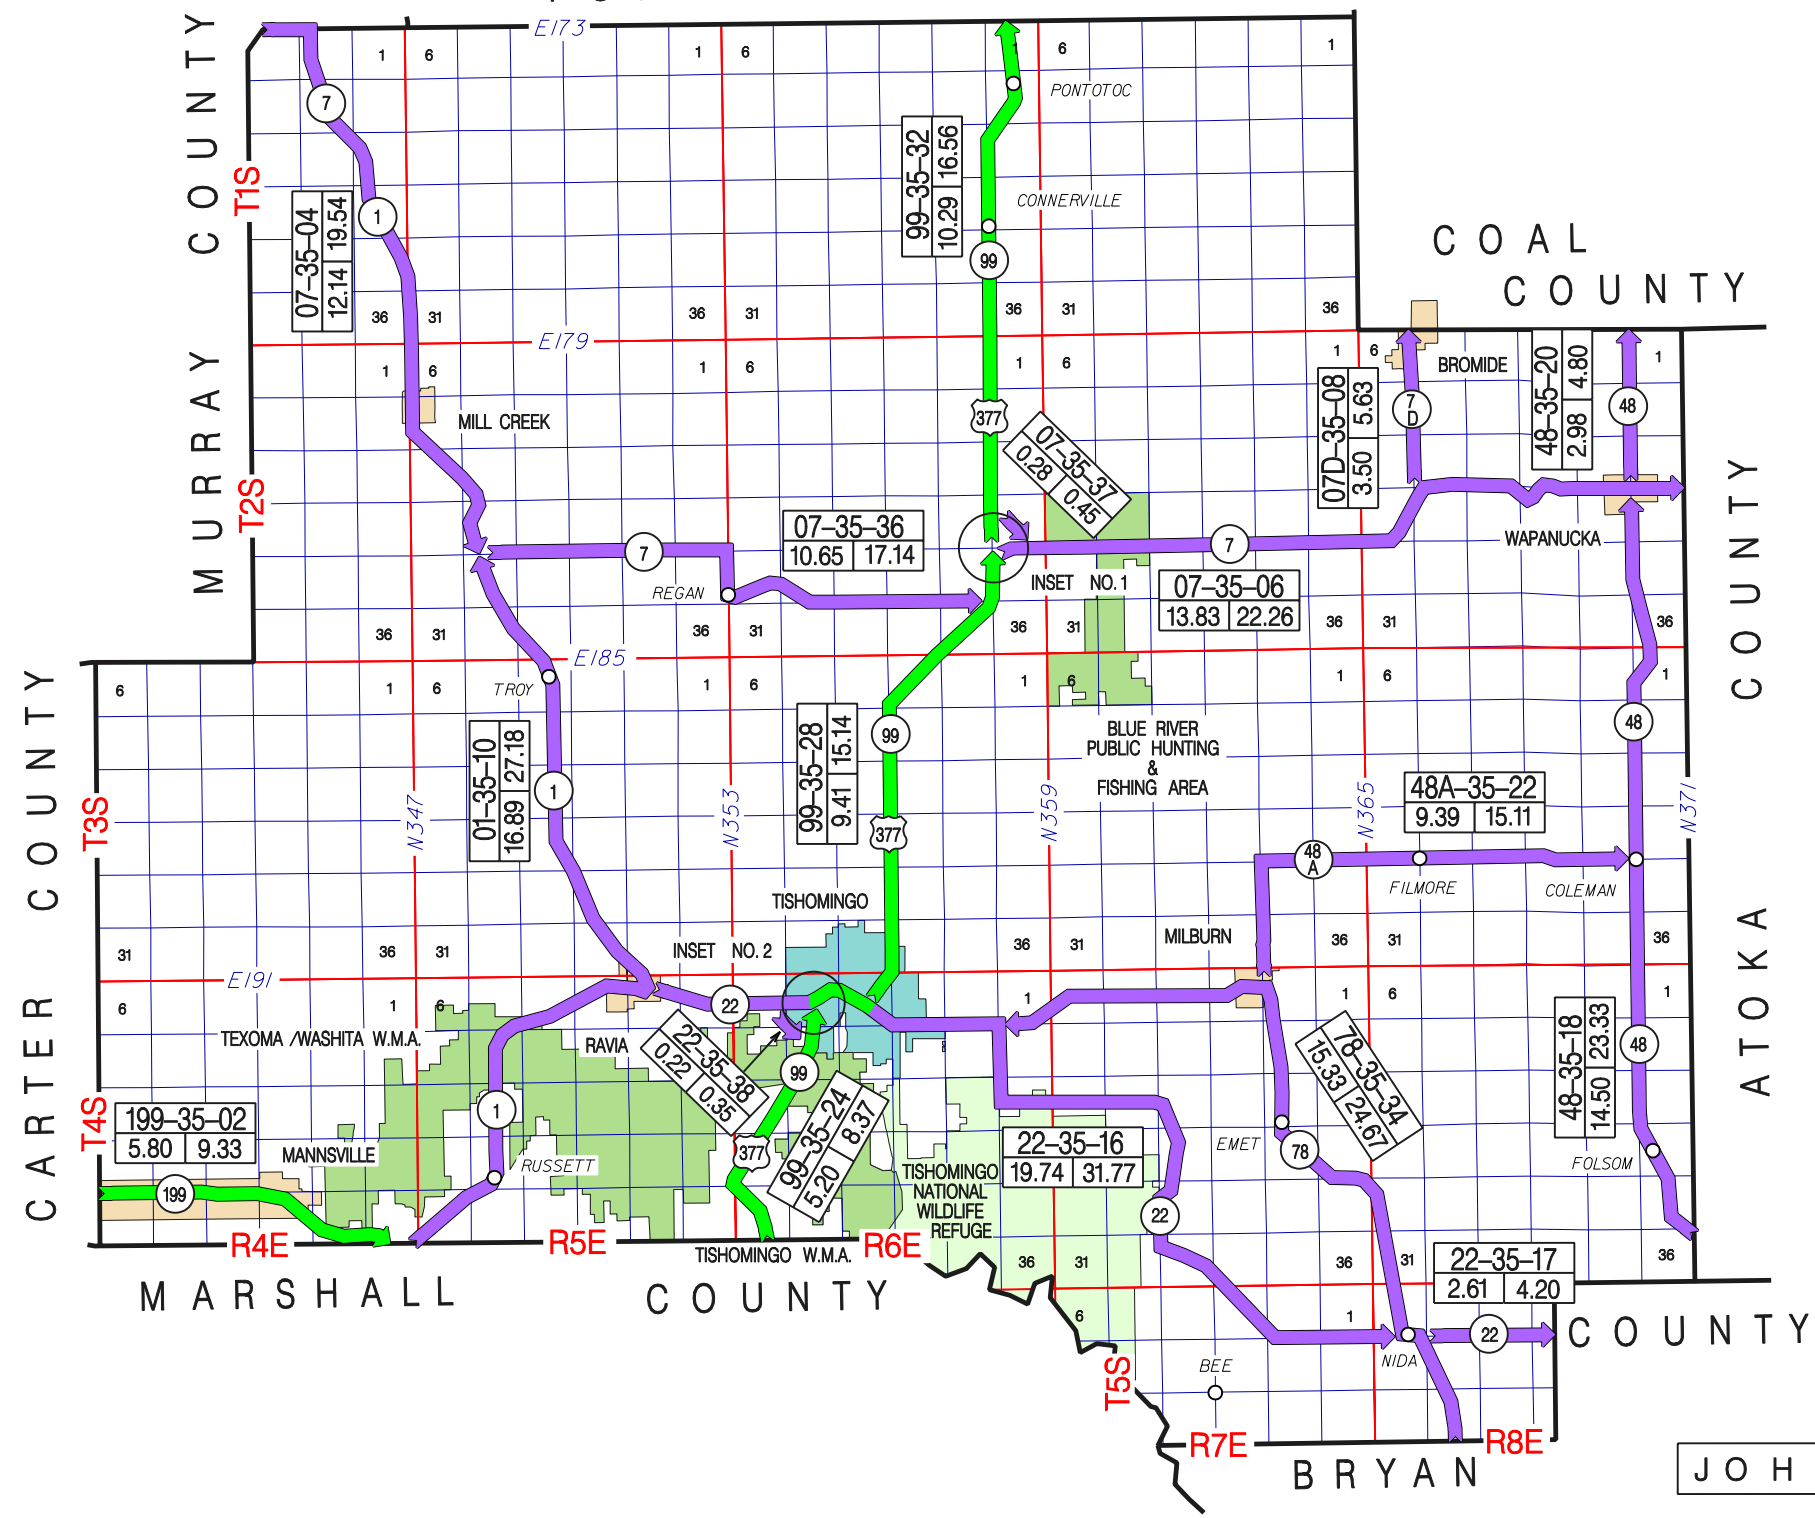 E173
COUNTY
MURRAY
1 6 1 6 1 6 1
7
PONTOTOC
99–35–32
10.29 16.56
T1S
07–35–04
12.14 19.54
1
CONNERVILLE
99
COAL
COUNTY
36 31 36 31 36 31 36
E179
1 6 1 6 1 6 1 6 1
BROMIDE
48–35–20
2.98 4.80
07D–35–08
3.50 5.63
7
D
48
MILL CREEK
377
07–35–37
0.28 0.45
T2S
07–35–36
10.65 17.14
7
7
WAPANUCKA
COUNTY
REGAN
INSET NO. 1
07–35–06
13.83 22.26
36 31 36 31 36 31 36 31 36
E185
COUNTY
6 1 6 1 6 1 6 1 6 1
TROY
01–35–10
16.89 27.18
99–35–28
9.41 15.14
99
48
BLUE RIVER
PUBLIC HUNTING
&
FISHING AREA
48A–35–22
9.39 15.11
1
T3S
N347
N353
N359
N365
N371
377
48
A
FILMORE
COLEMAN
TISHOMINGO
CARTER
ATOKA
31 36 31 36 31 36 31 36
INSET NO. 2
MILBURN
E191
6 1 6 1 1 6 1
22
TEXOMA /WASHITA W.M.A.
RAVIA
22–35–38
0.22 0.35
78–35–34
15.33 24.67
48–35–18
14.50 23.33
48
99
99–35–24
5.20 8.37
T4S
199–35–02
5.80 9.33
1
MANNSVILLE
RUSSETT
377
22–35–16
19.74 31.77
EMET
78
FOLSOM
TISHOMINGO
NATIONAL
WILDLIFE
REFUGE
199
22
R4E
R5E
R6E
TISHOMINGO W.M.A.
36 31 36 31 36
22–35–17
2.61 4.20
MARSHALL COUNTY
6 1
22
COUNTY
NIDA
BEE
T5S
R7E
R8E
BRYAN
JOH